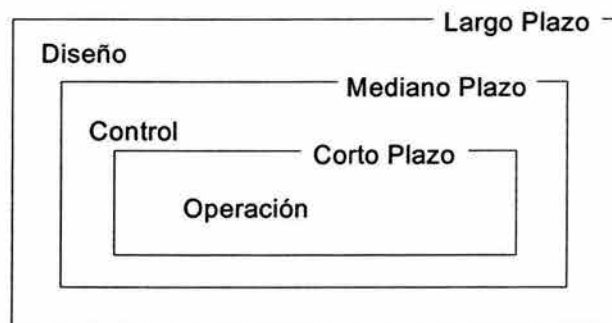 Largo Plazo
Diseño
Mediano Plazo
Control
Corto Plazo
Operación